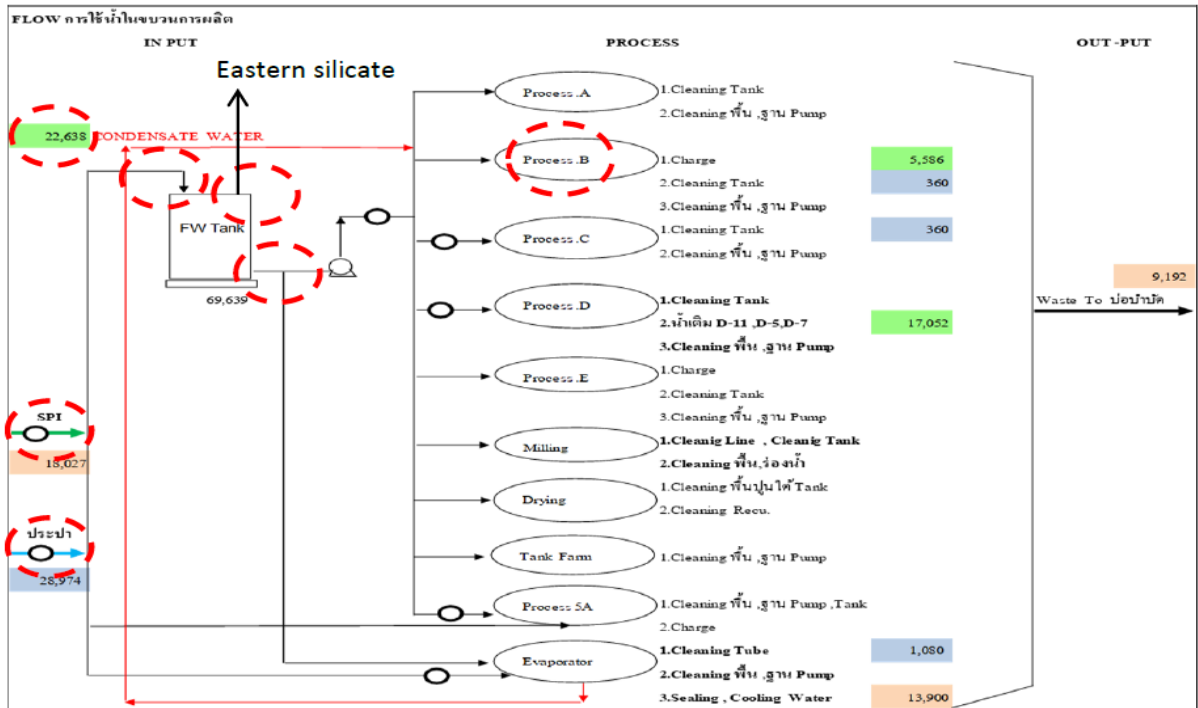 FLOW การใช้น้ำในขบวนการผลิต
IN PUT
PROCESS
OUT -PUT
Eastern silicate
22,638 CONDENSATE WATER
FW Tank
69,639
SPI
18,027
ประปา
28,974
Process .A
1.Cleaning Tank
2.Cleaning พื้น ,ฐาน Pump
Process .B
1.Charge
5,586
2.Cleaning Tank
360
3.Cleaning พื้น ,ฐาน Pump
Process .C
1.Cleaning Tank
360
2.Cleaning พื้น ,ฐาน Pump
Process .D
1.Cleaning Tank
2.น้ำเติม D-11 ,D-5,D-7
17,052
3.Cleaning พื้น ,ฐาน Pump
Process .E
1.Charge
2.Cleaning Tank
3.Cleaning พื้น ,ฐาน Pump
Milling
1.Cleanig Line , Cleanig Tank
2.Cleaning พื้น,ร่องน้ำ
Drying
1.Cleaning พื้นปูนใต้ Tank
2.Cleaning Recu.
Tank Farm
1.Cleaning พื้น ,ฐาน Pump
Process 5A
1.Cleaning พื้น ,ฐาน Pump ,Tank
2.Charge
Evaporator
1.Cleaning Tube
1,080
2.Cleaning พื้น ,ฐาน Pump
3.Sealing , Cooling Water
13,900
9,192
Waste To บ่อบำบัด